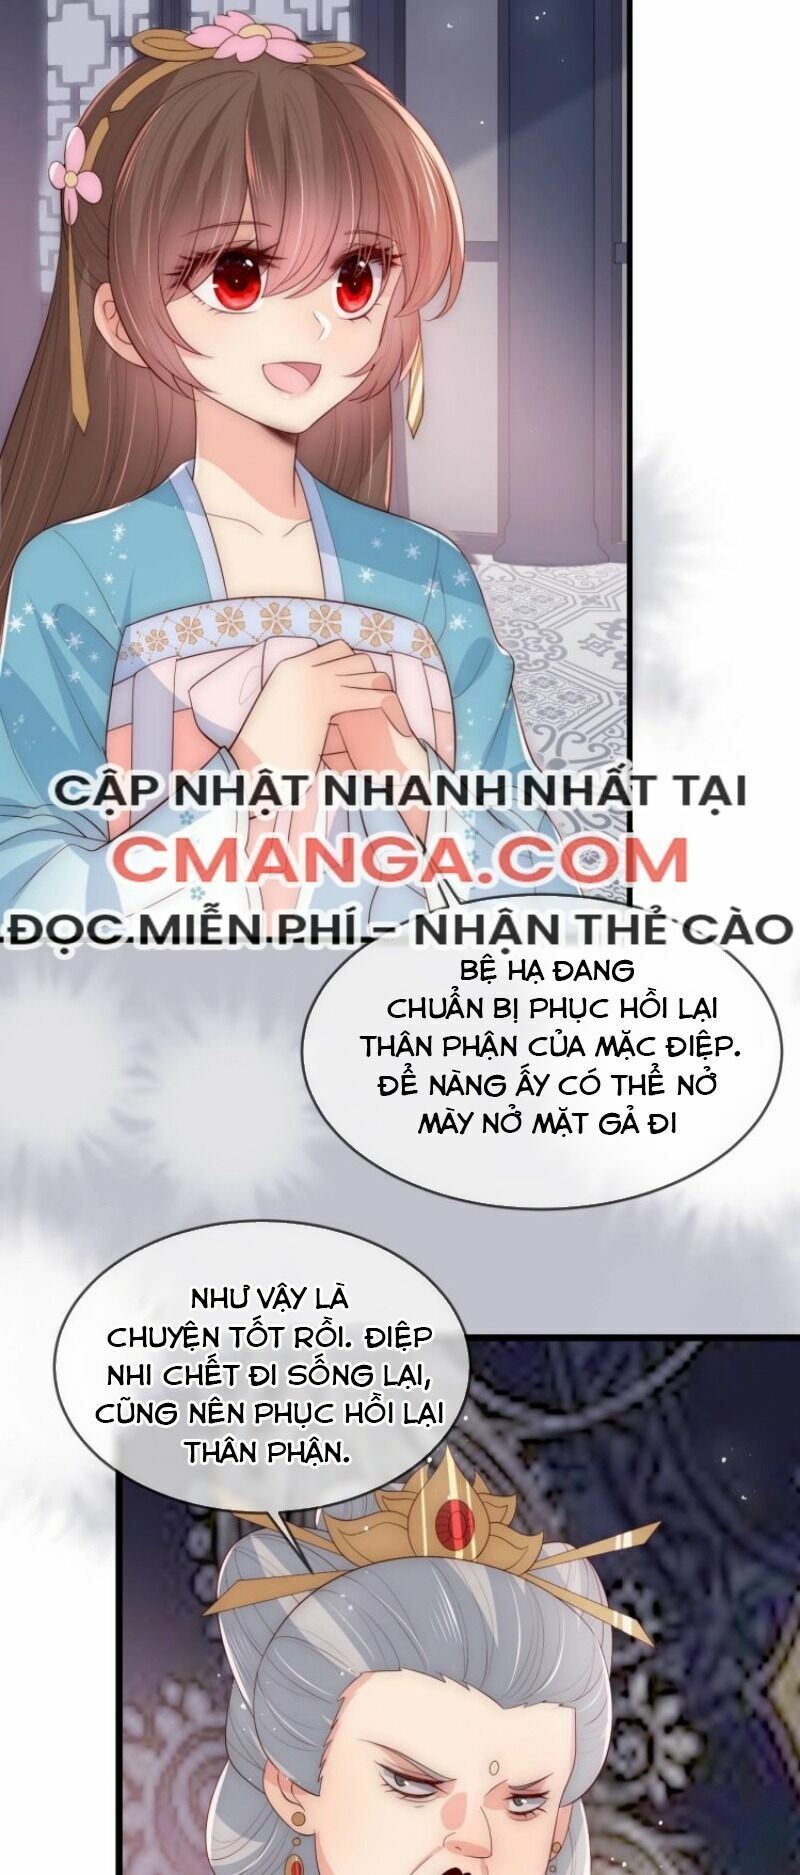 CẬP NHẬT NHANH NHẤT TẠI
CMANGA.COM
ĐỌC MIỄN PHÍ - NHẬN THẺ CÀO
BỆ HẠ ĐANG
CHUẨN BỊ PHỤC HỒI LẠI
THÂN PHẬN CỦA MẶC ĐIỆP.
ĐỂ NÀNG ẤY CÓ THỂ NỞ
MÀY NỞ MẶT GẢ ĐI
NHƯ VẬY LÀ
CHUYỆN TỐT RỒI. ĐIỆP
NHI CHẾT ĐI SỐNG LẠI,
CŨNG NÊN PHỤC HỒI LẠI
THÂN PHẬN.